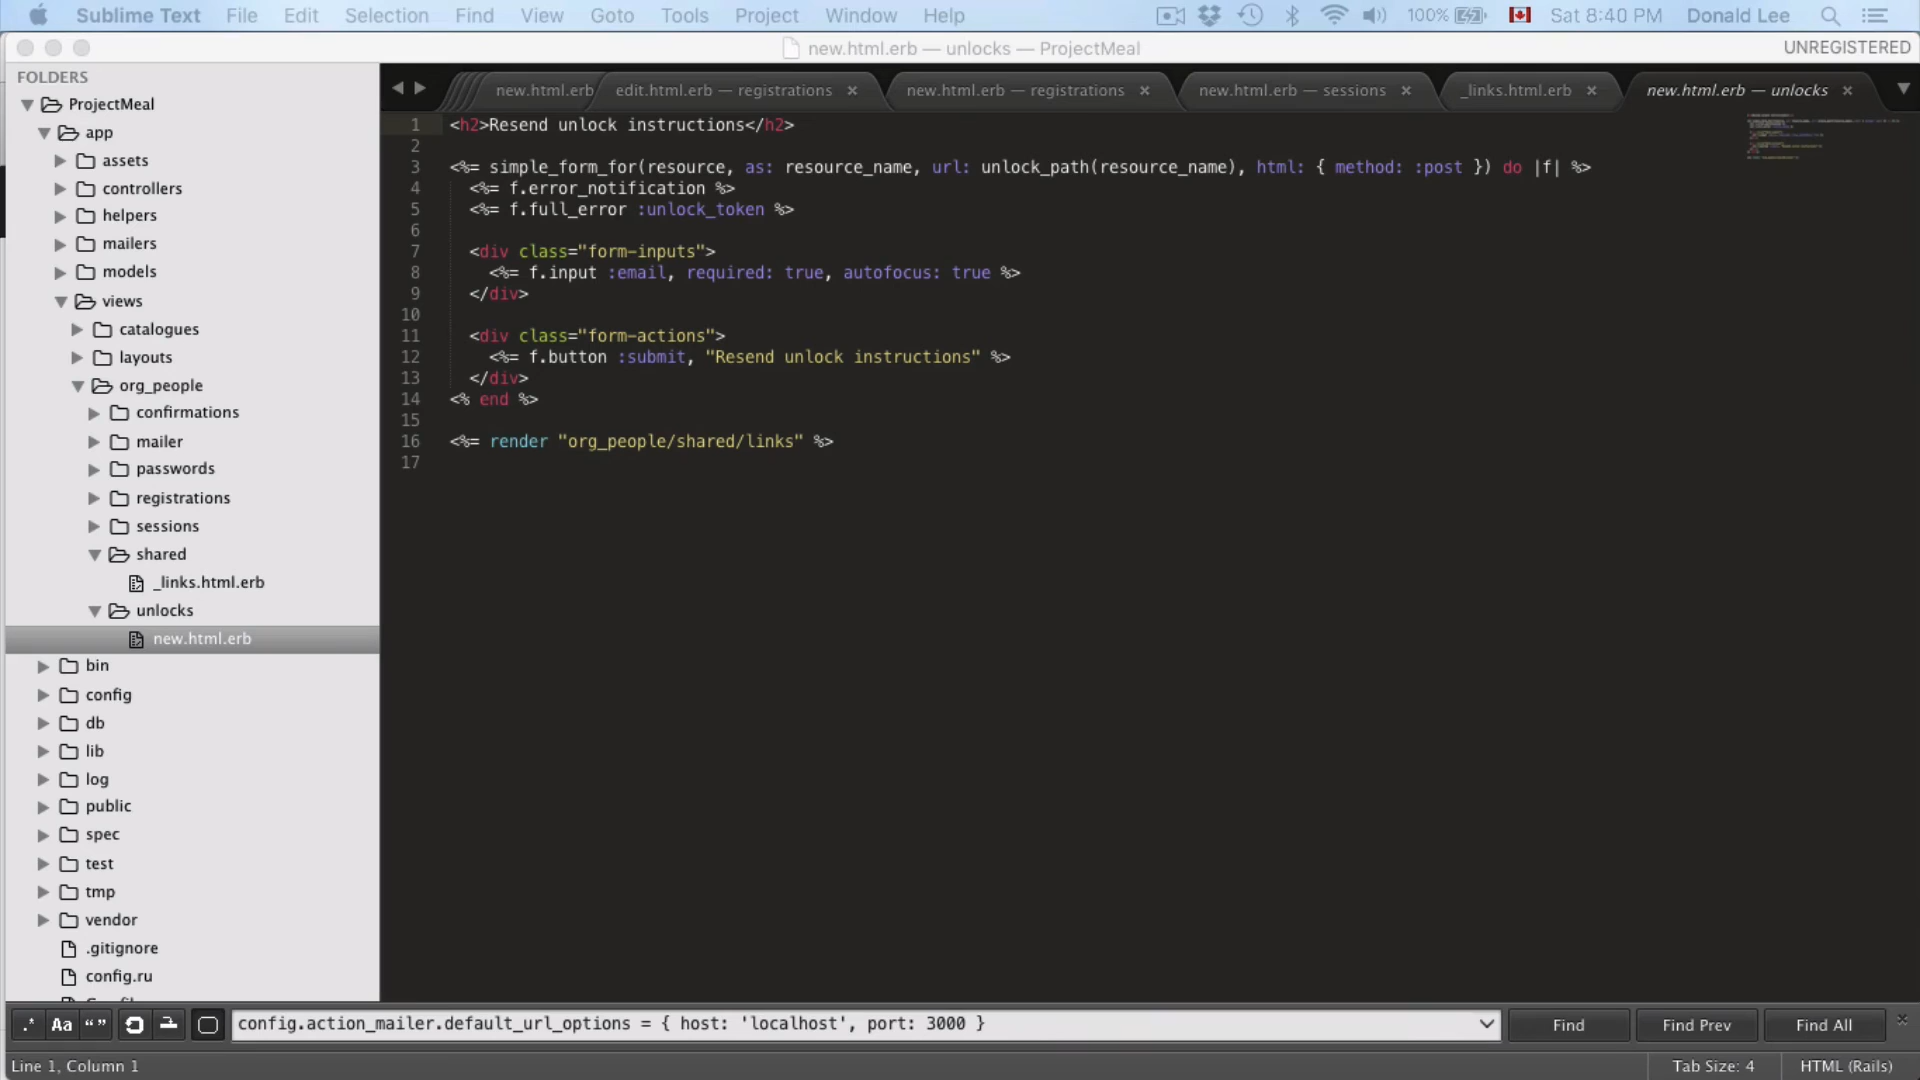 Sublime Text File Edit Selection Find View Goto Tools Project Window Help 100% Sat 8:40 PM Donald Lee
new.html.erb — unlocks — ProjectMeal UNREGISTERED
FOLDERS
ProjectMeal
app
assets
controllers
helpers
mailers
models
views
catalogues
layouts
org_people
confirmations
mailer
passwords
registrations
sessions
shared
_links.html.erb
unlocks
new.html.erb
bin
config
db
lib
log
public
spec
test
tmp
vendor
.gitignore
config.ru
new.html.erb edit.html.erb — registrations × new.html.erb — registrations × new.html.erb — sessions × _links.html.erb × new.html.erb — unlocks ×
1 <h2>Resend unlock instructions</h2>
2
3 <%= simple_form_for(resource, as: resource_name, url: unlock_path(resource_name), html: { method: :post }) do |f| %>
4 <%= f.error_notification %>
5 <%= f.full_error :unlock_token %>
6
7 <div class="form-inputs">
8 <%= f.input :email, required: true, autofocus: true %>
9 </div>
10
11 <div class="form-actions">
12 <%= f.button :submit, "Resend unlock instructions" %>
13 </div>
14 <% end %>
15
16 <%= render "org_people/shared/links" %>
17
.* Aa “” config.action_mailer.default_url_options = { host: 'localhost', port: 3000 } Find Find Prev Find All ×
Line 1, Column 1 Tab Size: 4 HTML (Rails)